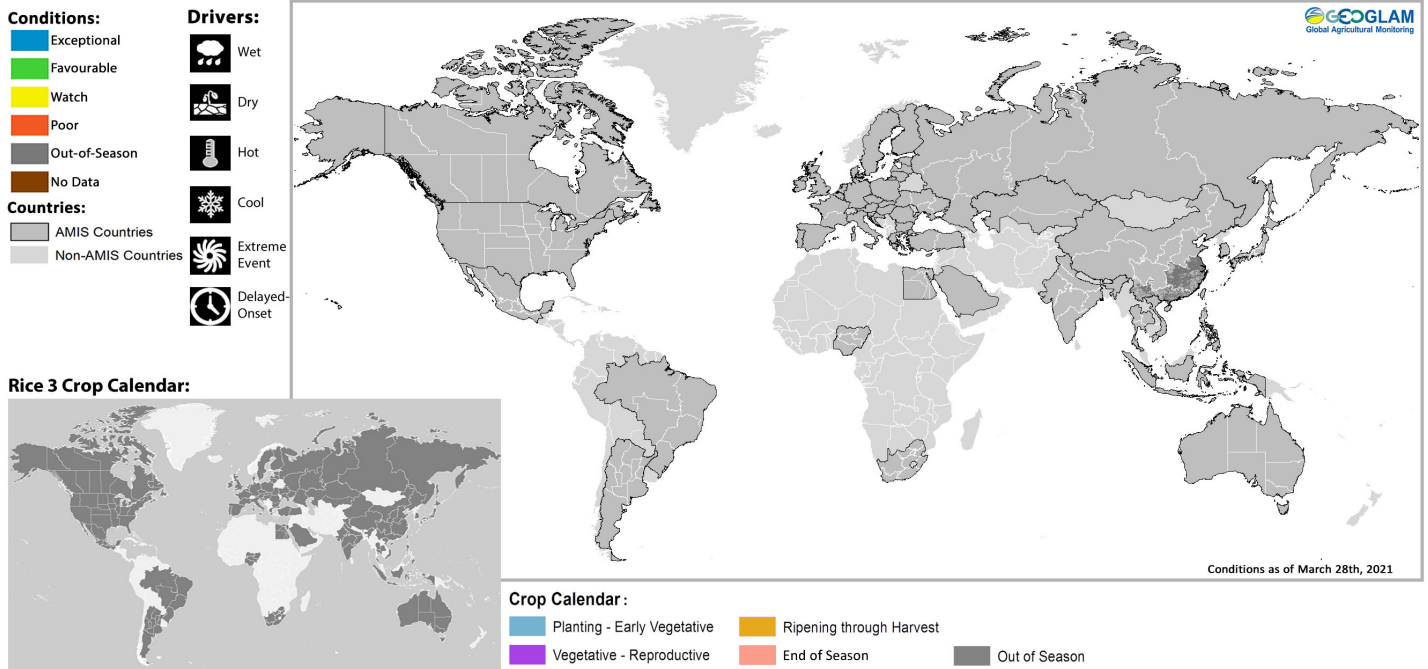 Conditions:
Exceptional
Favourable
Watch
Poor
Out-of-Season
No Data
Countries:
AMIS Countries
Non-AMIS Countries
Drivers:
Wet
Dry
Hot
Cool
Extreme
Event
Delayed-
Onset
GEOGLAM
Global Agricultural Monitoring
Rice 3 Crop Calendar:
Conditions as of March 28th, 2021
Crop Calendar :
Planting - Early Vegetative
Ripening through Harvest
Vegetative - Reproductive
End of Season
Out of Season